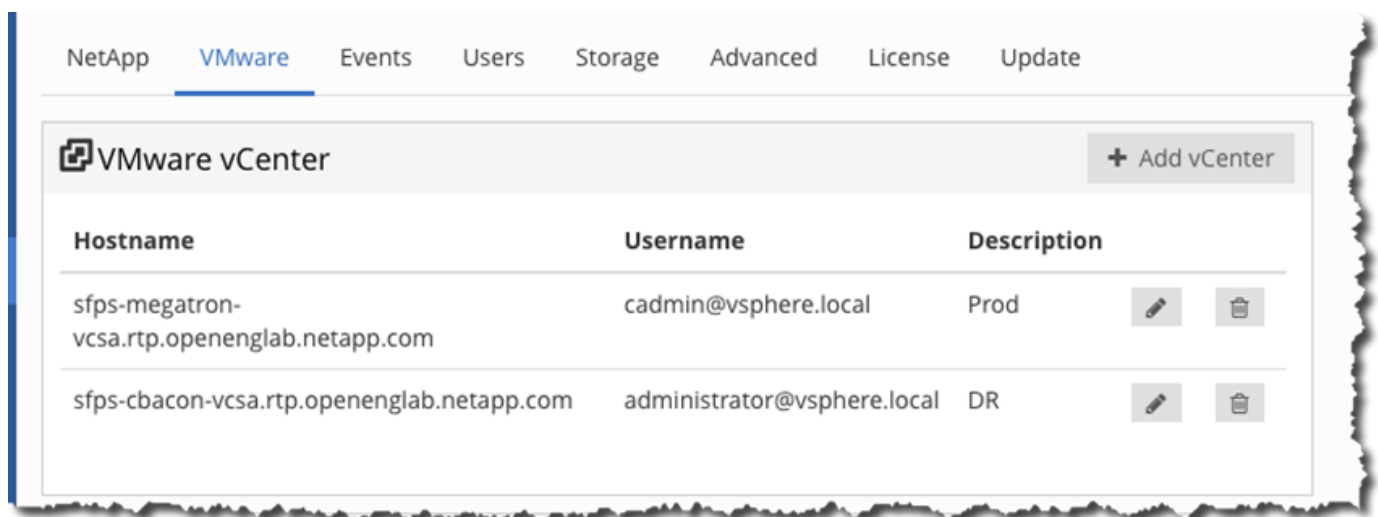 NetApp VMware Events Users Storage Advanced License Update
VMware vCenter + Add vCenter
Hostname Username Description
sfps-megatron- cadmin@vsphere.local Prod
vcsa.rtp.openenglab.netapp.com
sfps-cbacon-vcsa.rtp.openenglab.netapp.com administrator@vsphere.local DR